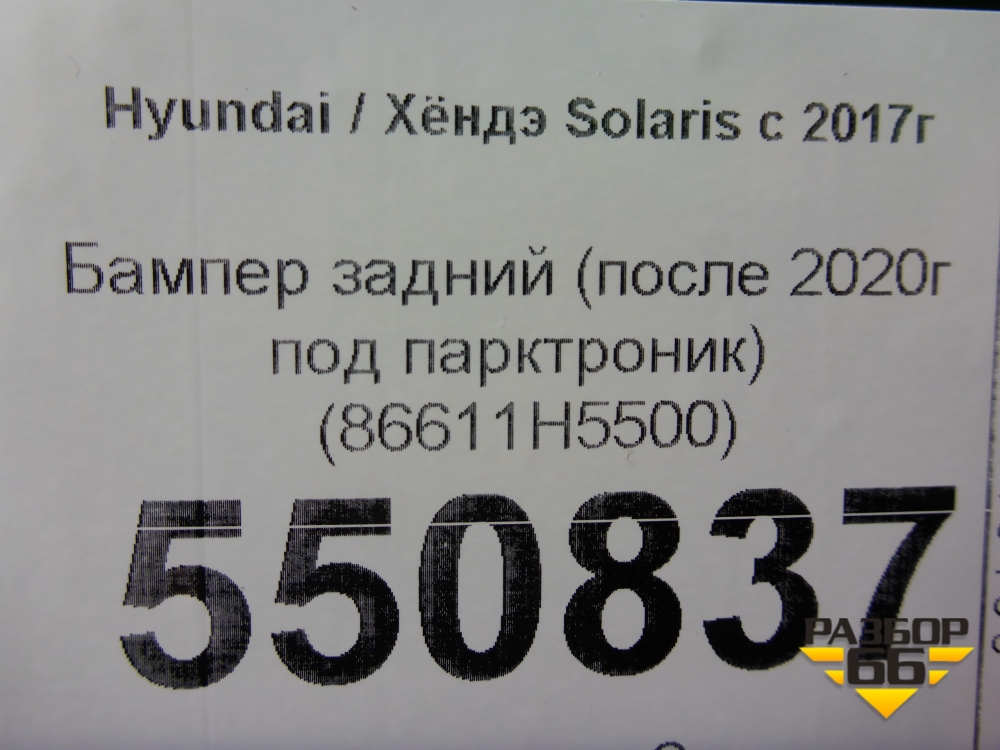 Hyundai / Хёндэ Solaris с 2017г
Бампер задний (после 2020г
под парктроник)
(86611H5500)
550837
РАЗБОР
66